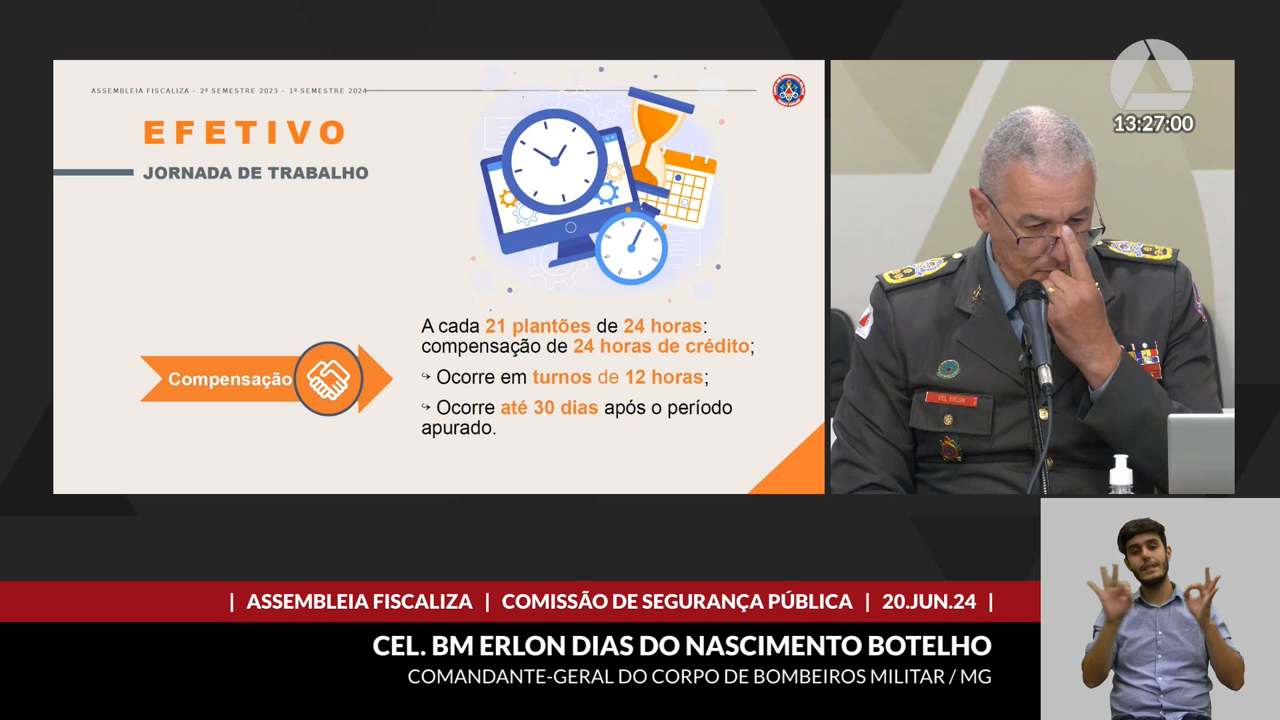 ASSEMBLEIA FISCALIZA - 2º SEMESTRE 2023 - 1º SEMESTRE 2024
EFETIVO
JORNADA DE TRABALHO
Compensação
A cada 21 plantões de 24 horas:
compensação de 24 horas de crédito;
Ocorre em turnos de 12 horas;
Ocorre até 30 dias após o período
apurado.
13:27:00
CEL ERLON
| ASSEMBLEIA FISCALIZA | COMISSÃO DE SEGURANÇA PÚBLICA | 20.JUN.24 |
CEL. BM ERLON DIAS DO NASCIMENTO BOTELHO
COMANDANTE-GERAL DO CORPO DE BOMBEIROS MILITAR / MG